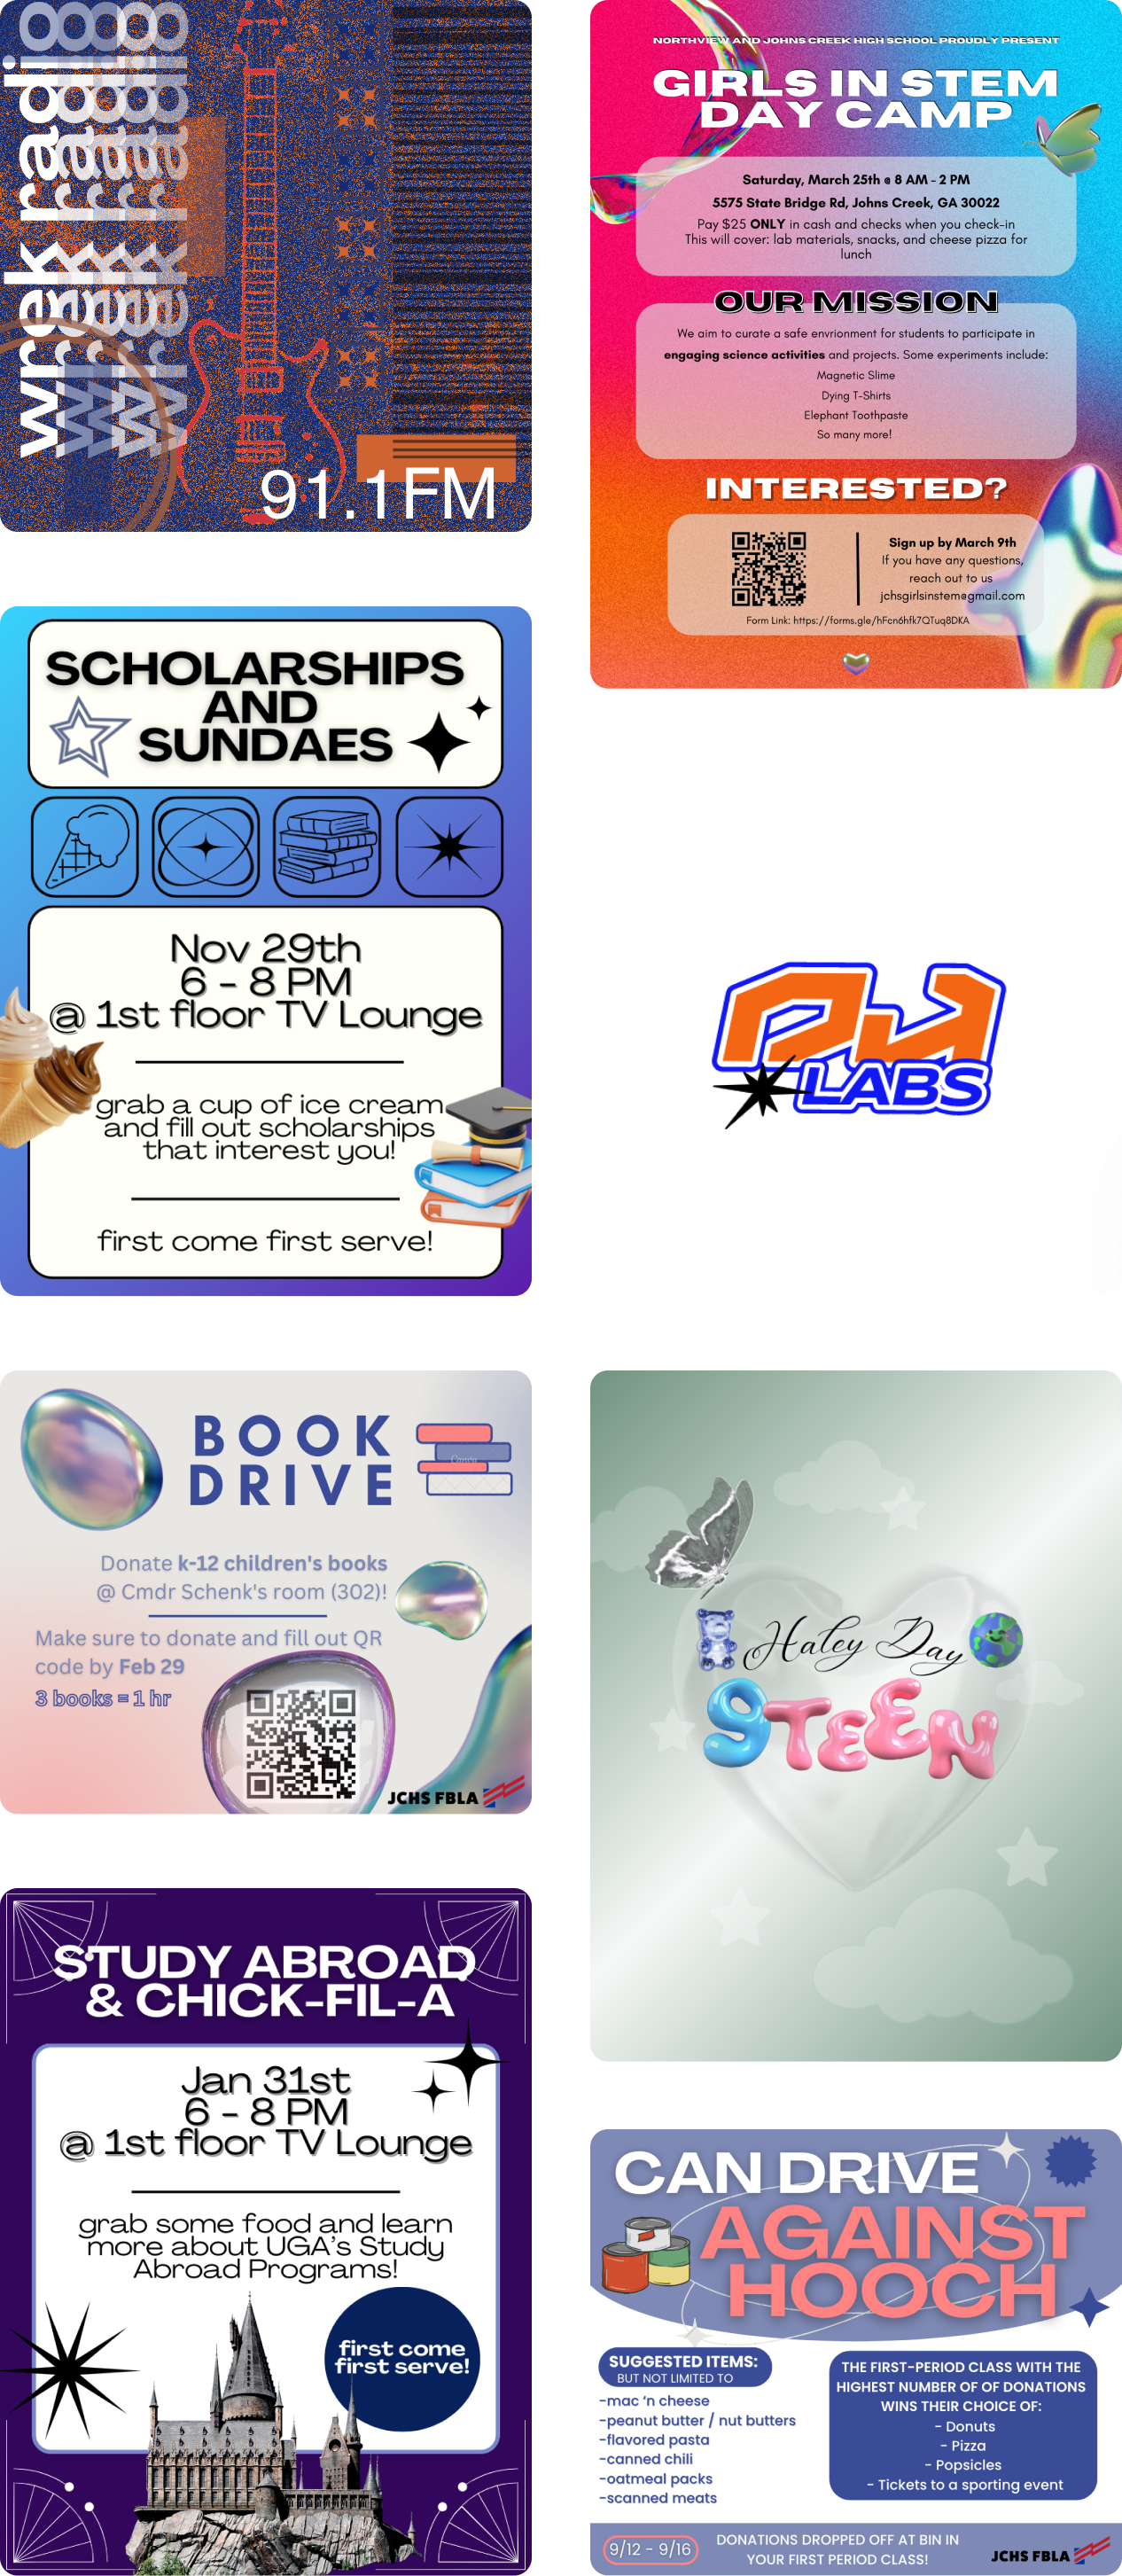 wrek radio
wrek radio
wrek radio
91.1FM
NORTHVIEW AND JOHNS CREEK HIGH SCHOOL PROUDLY PRESENT
GIRLS IN STEM
DAY CAMP
Saturday, March 25th @ 8 AM - 2 PM
5575 State Bridge Rd, Johns Creek, GA 30022
Pay $25 ONLY in cash and checks when you check-in
This will cover: lab materials, snacks, and cheese pizza for
lunch
OUR MISSION
We aim to curate a safe envrionment for students to participate in
engaging science activities and projects. Some experiments include:
Magnetic Slime
Dying T-Shirts
Elephant Toothpaste
So many more!
INTERESTED?
Sign up by March 9th
If you have any questions,
reach out to us
jchsgirlsinstem@gmail.com
Form Link: https://forms.gle/hFcn6hfk7QTuq8DKA
SCHOLARSHIPS
AND
SUNDAES
Nov 29th
6 - 8 PM
@ 1st floor TV Lounge
grab a cup of ice cream
and fill out scholarships
that interest you!
first come first serve!
LABS
BOOK
DRIVE
Canva
Donate k-12 children's books
@ Cmdr Schenk's room (302)!
Make sure to donate and fill out QR
code by Feb 29
3 books = 1 hr
JCHS FBLA
Haley Day
9TEEN
STUDY ABROAD
& CHICK-FIL-A
Jan 31st
6 - 8 PM
@ 1st floor TV Lounge
grab some food and learn
more about UGA's Study
Abroad Programs!
first come
first serve!
CAN DRIVE
AGAINST
HOOCH
SUGGESTED ITEMS:
BUT NOT LIMITED TO
-mac 'n cheese
-peanut butter / nut butters
-flavored pasta
-canned chili
-oatmeal packs
-scanned meats
THE FIRST-PERIOD CLASS WITH THE
HIGHEST NUMBER OF OF DONATIONS
WINS THEIR CHOICE OF:
- Donuts
- Pizza
- Popsicles
- Tickets to a sporting event
9/12 - 9/16
DONATIONS DROPPED OFF AT BIN IN
YOUR FIRST PERIOD CLASS!
JCHS FBLA